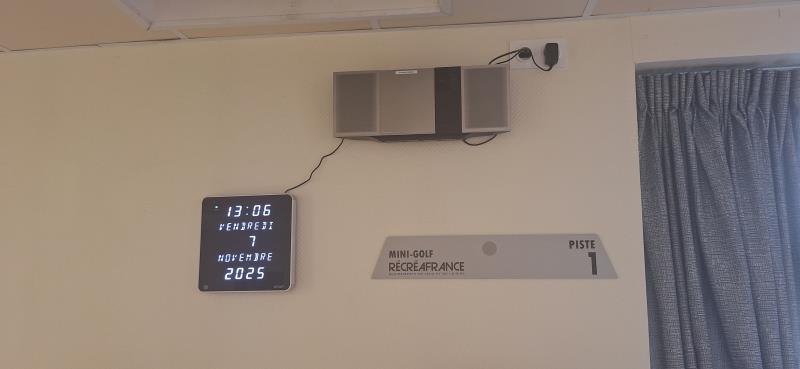 13:06
VENDREDI
7
NOVEMBRE
2025
MINI-GOLF
RÉCRÉAFRANCE
PISTE
1